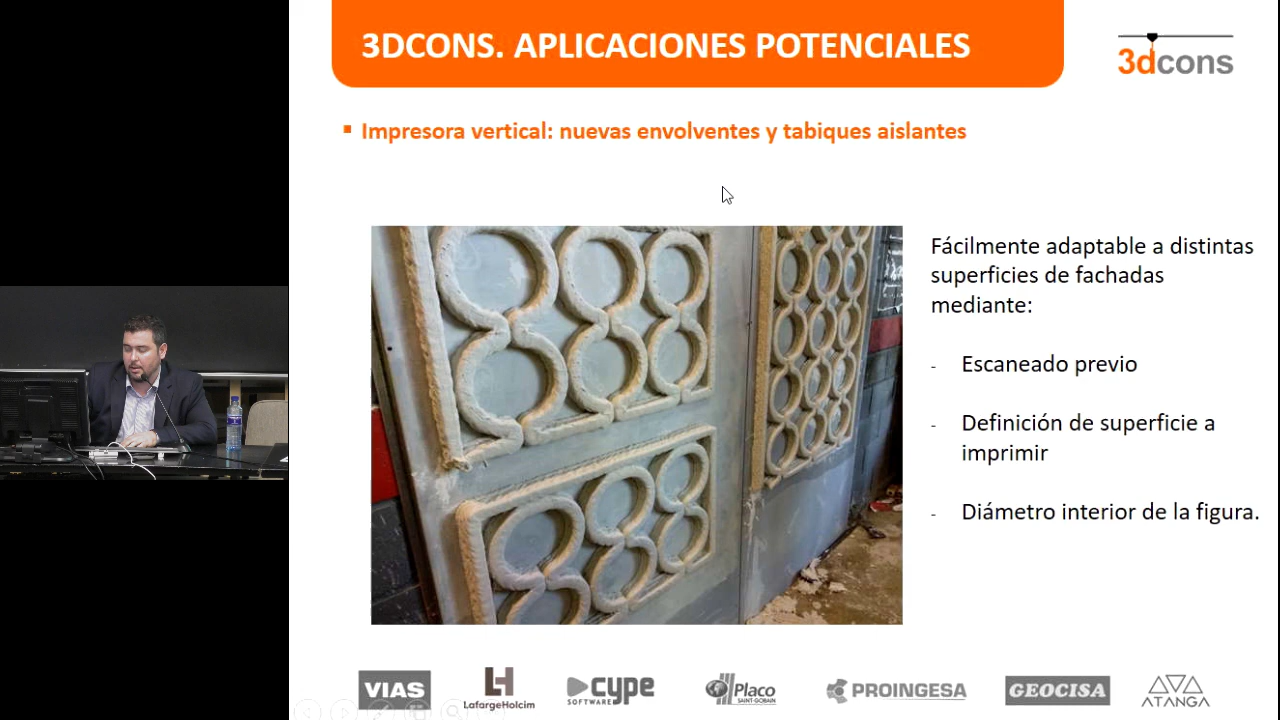 3DCONS. APLICACIONES POTENCIALES
3dcons
▪ Impresora vertical: nuevas envolventes y tabiques aislantes
Fácilmente adaptable a distintas
superficies de fachadas
mediante:
- Escaneado previo
- Definición de superficie a
imprimir
- Diámetro interior de la figura.
VIAS
LafargeHolcim
cype
SOFTWARE
Placo
SAINT-GOBAIN
PROINGESA
GEOCISA
ATANGA